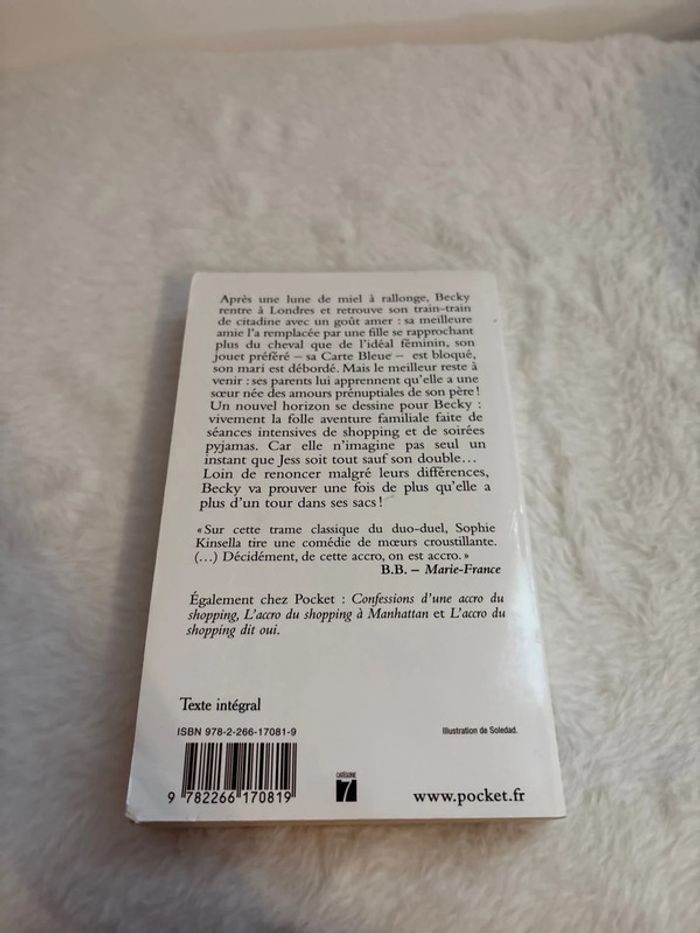 Après une lune de miel à rallonge, Becky
rentre à Londres et retrouve son train-train
de citadine avec un goût amer : sa meilleure
amie l'a remplacée par une fille se rapprochant
plus du cheval que de l'idéal féminin, son
jouet préféré – sa Carte Bleue – est bloqué,
son mari est débordé. Mais le meilleur reste à
venir : ses parents lui apprennent qu'elle a une
sœur née des amours prénuptiales de son père !
Un nouvel horizon se dessine pour Becky :
vivement la folle aventure familiale faite de
séances intensives de shopping et de soirées
pyjamas. Car elle n'imagine pas seul un
instant que Jess soit tout sauf son double…
Loin de renoncer malgré leurs différences,
Becky va prouver une fois de plus qu'elle a
plus d'un tour dans ses sacs !
« Sur cette trame classique du duo-duel, Sophie
Kinsella tire une comédie de mœurs croustillante.
(…) Décidément, de cette accro, on est accro. »
B.B. – Marie-France
Également chez Pocket : Confessions d'une accro du
shopping, L'accro du shopping à Manhattan et L'accro du
shopping dit oui.
Texte intégral
ISBN 978-2-266-17081-9
Illustration de Soledad.
9 782266 170819
CATÉGORIE
7
www.pocket.fr